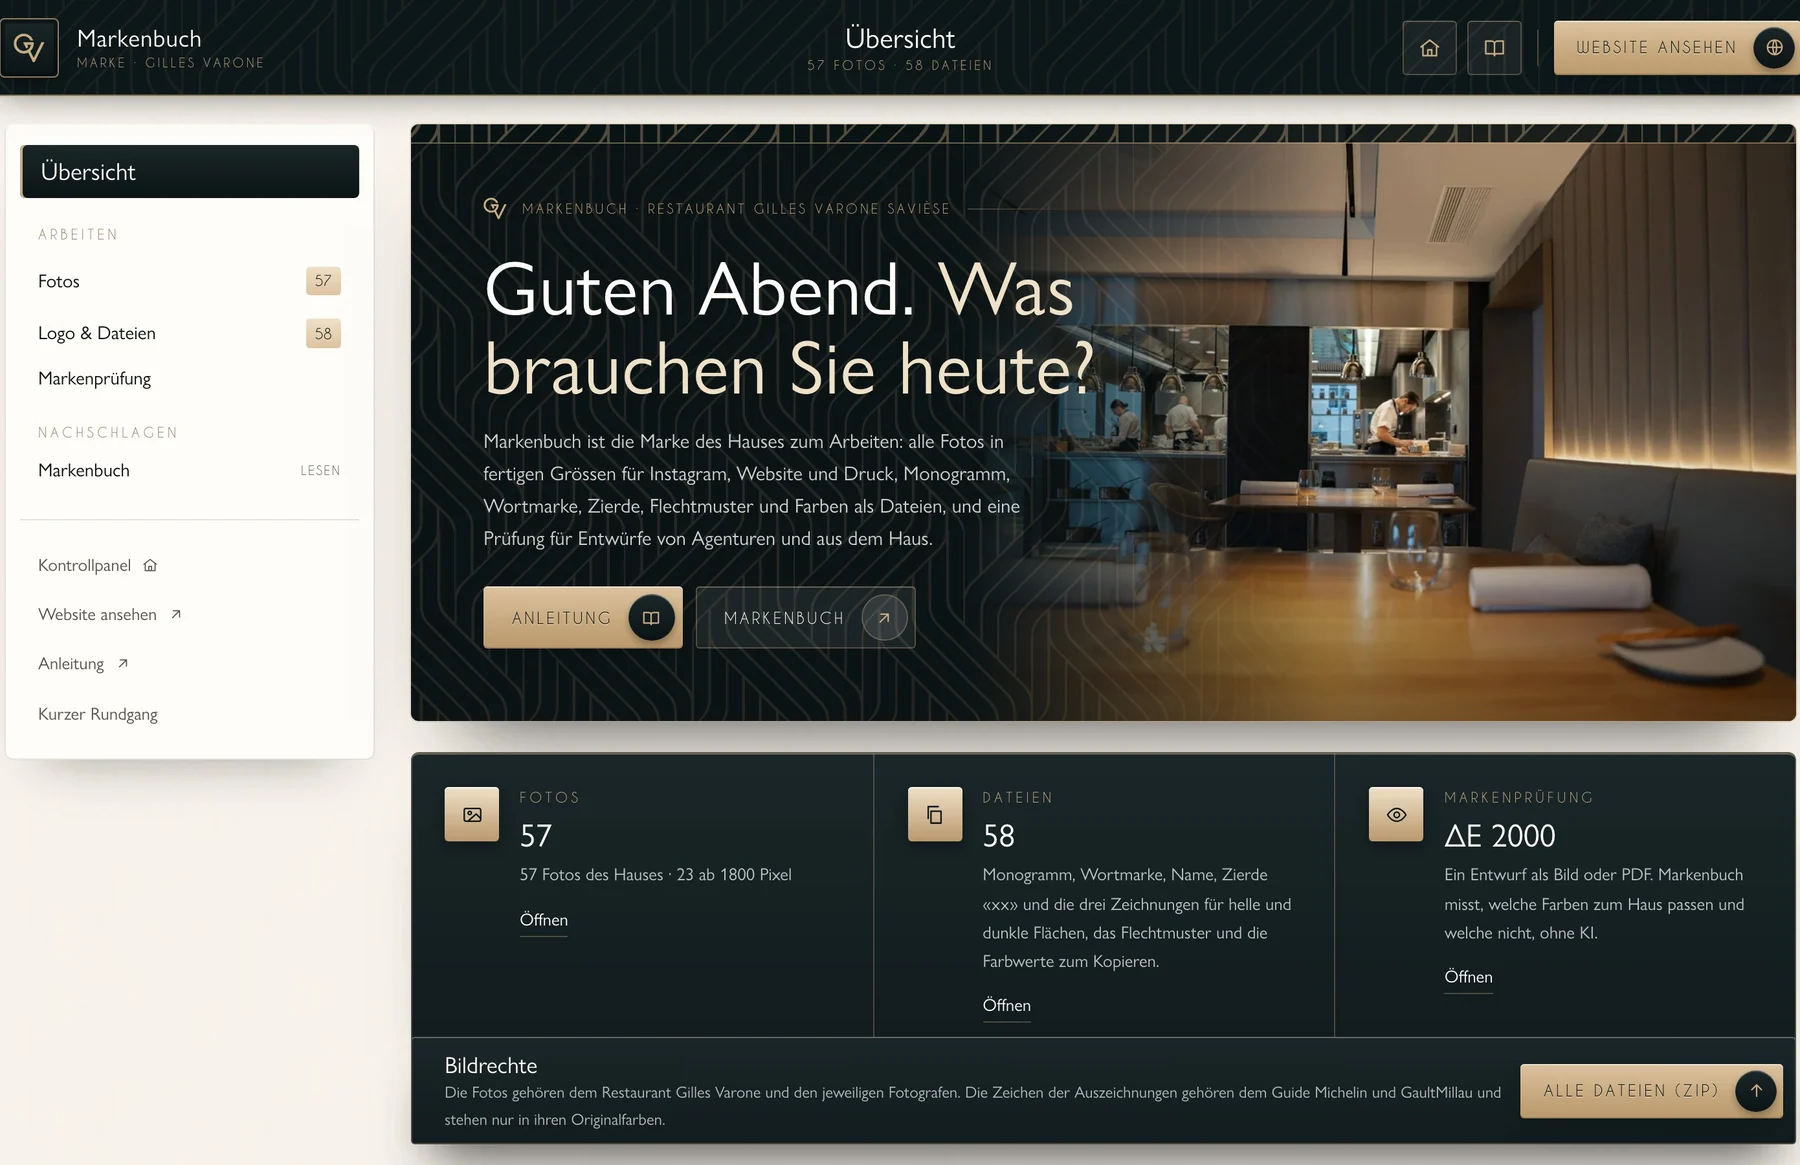 GV
Markenbuch
MARKE · GILLES VARONE
Übersicht
57 FOTOS · 58 DATEIEN
WEBSITE ANSEHEN
Übersicht
ARBEITEN
Fotos 57
Logo & Dateien 58
Markenprüfung
NACHSCHLAGEN
Markenbuch LESEN
Kontrollpanel
Website ansehen
Anleitung
Kurzer Rundgang
GV MARKENBUCH · RESTAURANT GILLES VARONE SAVIÈSE
Guten Abend. Was
brauchen Sie heute?
Markenbuch ist die Marke des Hauses zum Arbeiten: alle Fotos in
fertigen Grössen für Instagram, Website und Druck, Monogramm,
Wortmarke, Zierde, Flechtmuster und Farben als Dateien, und eine
Prüfung für Entwürfe von Agenturen und aus dem Haus.
ANLEITUNG
MARKENBUCH
FOTOS
57
57 Fotos des Hauses · 23 ab 1800 Pixel
Öffnen
DATEIEN
58
Monogramm, Wortmarke, Name, Zierde
«xx» und die drei Zeichnungen für helle und
dunkle Flächen, das Flechtmuster und die
Farbwerte zum Kopieren.
Öffnen
MARKENPRÜFUNG
ΔE 2000
Ein Entwurf als Bild oder PDF. Markenbuch
misst, welche Farben zum Haus passen und
welche nicht, ohne KI.
Öffnen
Bildrechte
Die Fotos gehören dem Restaurant Gilles Varone und den jeweiligen Fotografen. Die Zeichen der Auszeichnungen gehören dem Guide Michelin und GaultMillau und
stehen nur in ihren Originalfarben.
ALLE DATEIEN (ZIP)